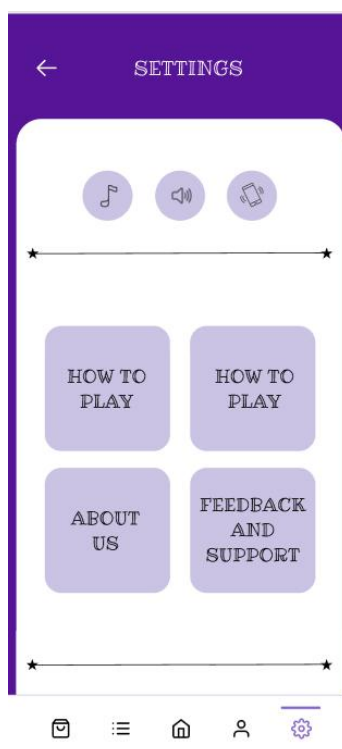 SETTINGS
HOW TO
PLAY
HOW TO
PLAY
ABOUT
US
FEEDBACK
AND
SUPPORT